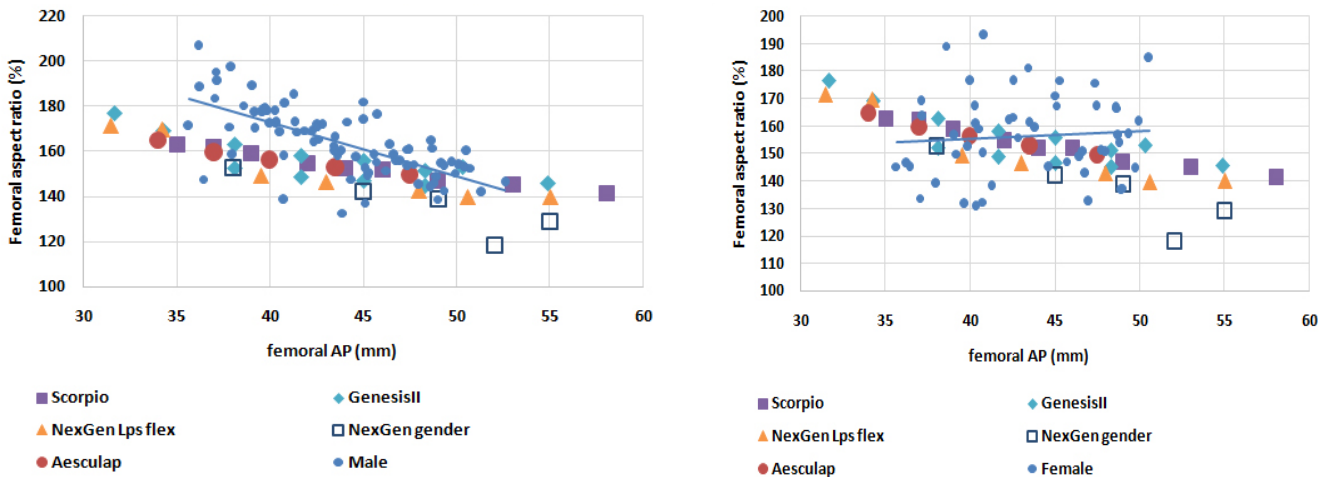 220
200
180
160
140
120
100
Femoral aspect ratio (%)
30 35 40 45 50 55 60
femoral AP (mm)
Scorpio GenesisII
NexGen Lps flex NexGen gender
Aesculap Male
200
190
180
170
160
150
140
130
120
110
100
Femoral aspect ratio (%)
30 35 40 45 50 55 60
femoral AP (mm)
Scorpio GenesisII
NexGen Lps flex NexGen gender
Aesculap Female